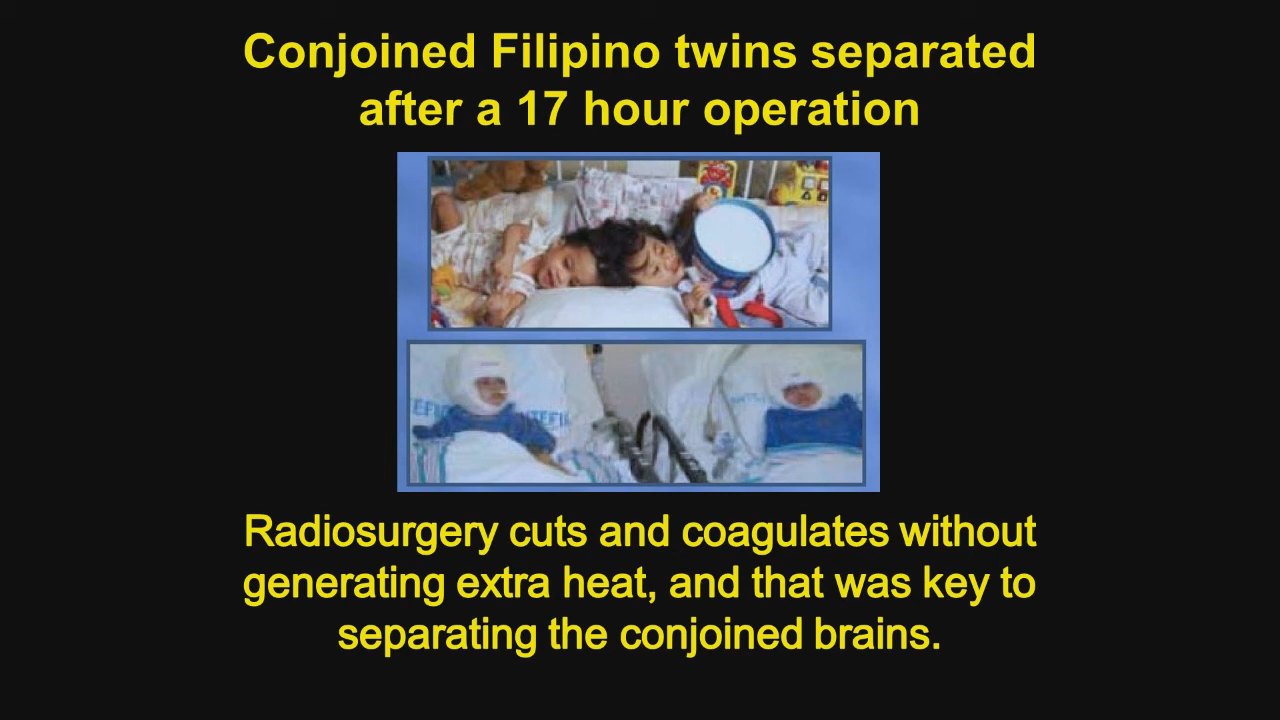 Conjoined Filipino twins separated
after a 17 hour operation
Radiosurgery cuts and coagulates without
generating extra heat, and that was key to
separating the conjoined brains.